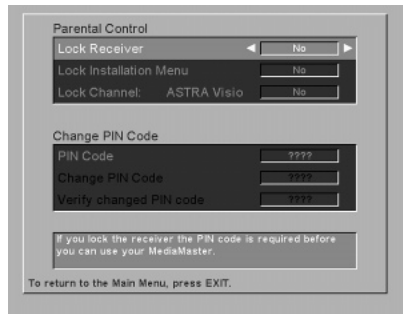 Parental Control
Lock Receiver No
Lock Installation Menu No
Lock Channel: ASTRA Visio No
Change PIN Code
PIN Code ????
Change PIN Code ????
Verify changed PIN code ????
If you lock the receiver the PIN code is required before
you can use your MediaMaster.
To return to the Main Menu, press EXIT.